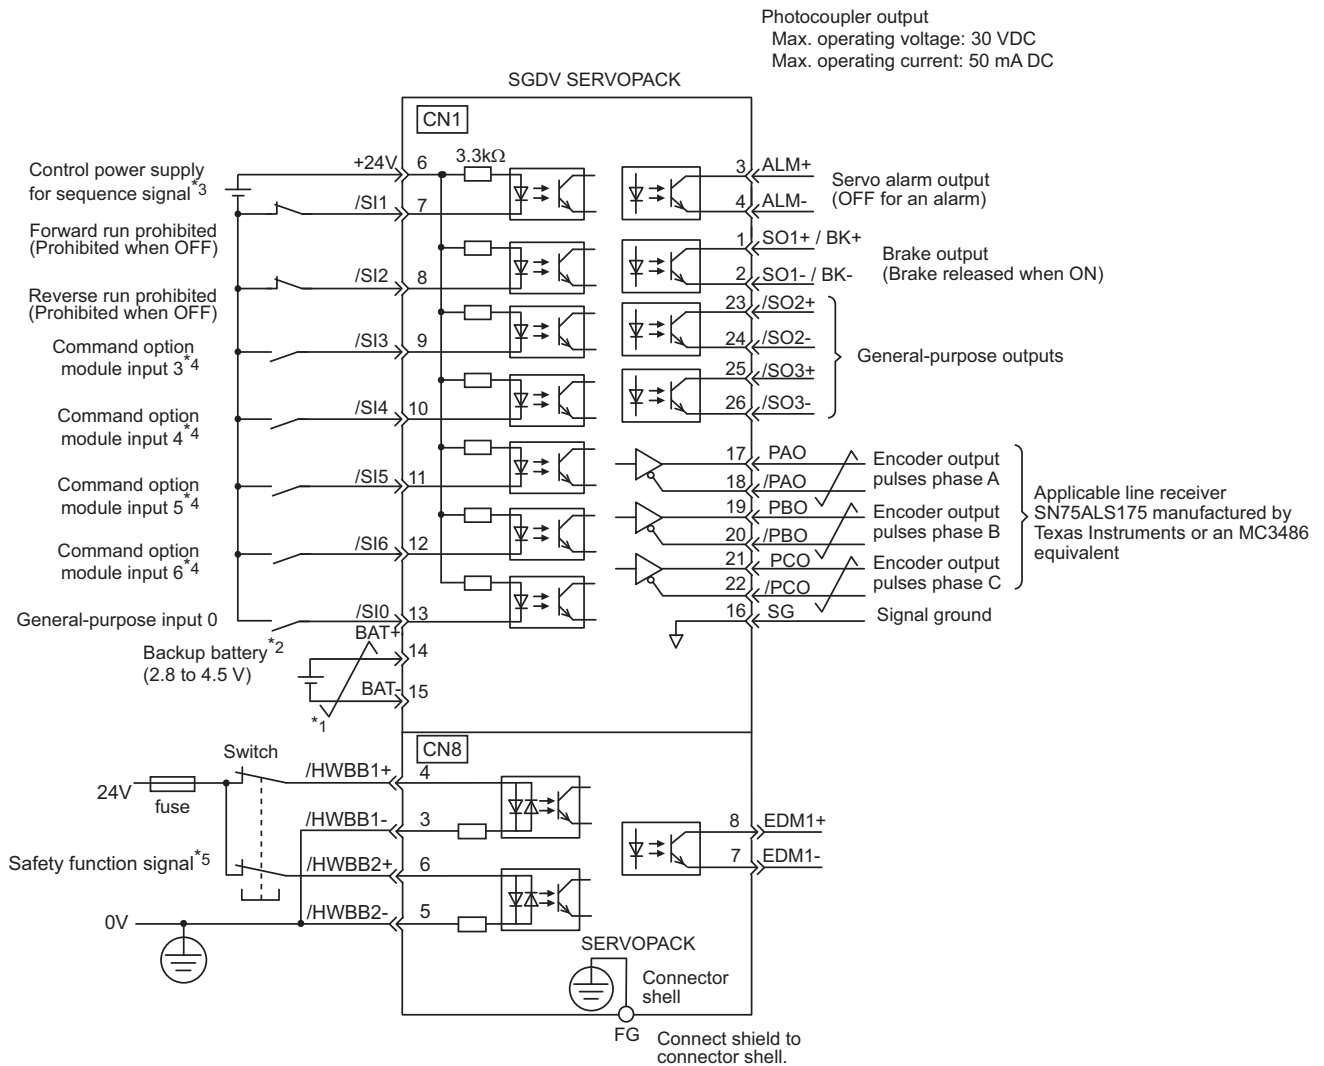 Photocoupler output
Max. operating voltage: 30 VDC
Max. operating current: 50 mA DC
SGDV SERVOPACK
CN1
Control power supply
for sequence signal*3
+24V 6 3.3kΩ
/SI1 7
Forward run prohibited
(Prohibited when OFF)
/SI2 8
Reverse run prohibited
(Prohibited when OFF)
/SI3 9
Command option
module input 3*4
/SI4 10
Command option
module input 4*4
/SI5 11
Command option
module input 5*4
/SI6 12
Command option
module input 6*4
/SI0 13
General-purpose input 0
BAT+ 14
Backup battery*2
(2.8 to 4.5 V)
BAT- 15
*1
3 ALM+
4 ALM-
Servo alarm output
(OFF for an alarm)
1 SO1+ / BK+
2 SO1- / BK-
Brake output
(Brake released when ON)
23 /SO2+
24 /SO2-
25 /SO3+
26 /SO3-
General-purpose outputs
17 PAO
18 /PAO
Encoder output
pulses phase A
19 PBO
20 /PBO
Encoder output
pulses phase B
21 PCO
22 /PCO
Encoder output
pulses phase C
Applicable line receiver
SN75ALS175 manufactured by
Texas Instruments or an MC3486
equivalent
16 SG
Signal ground
CN8
Switch
24V
fuse
/HWBB1+ 4
/HWBB1- 3
Safety function signal*5
/HWBB2+ 6
/HWBB2- 5
0V
8 EDM1+
7 EDM1-
SERVOPACK
Connector
shell
FG
Connect shield to
connector shell.